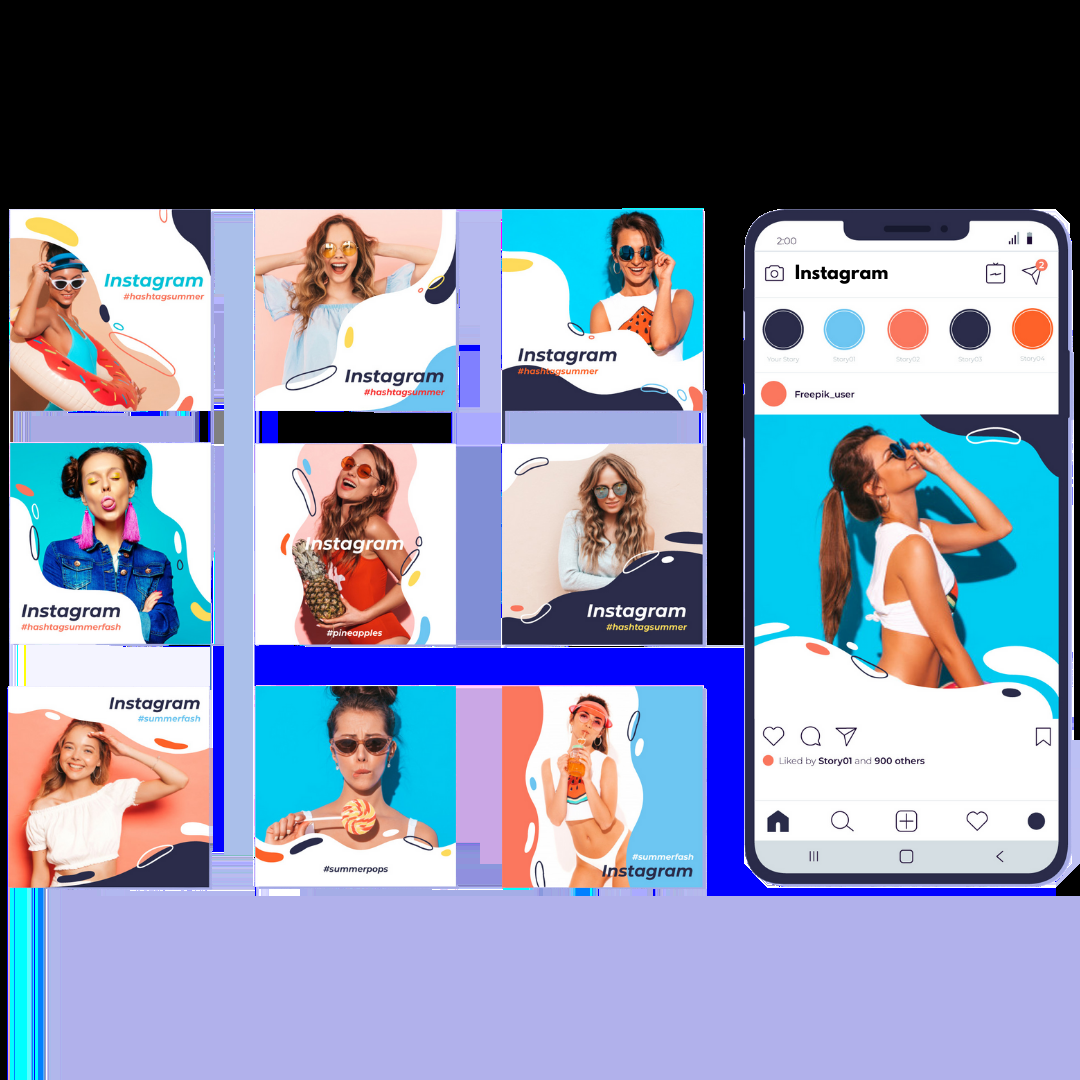 Instagram
#hashtagsummer
Instagram
#hashtagsummer
Instagram
#hashtagsummer
Instagram
#hashtagsummerfash
Instagram
#pineapples
Instagram
#hashtagsummer
Instagram
#summerfash
#summerpops
#summerfash
Instagram
2:00
Instagram
2
Your Story
Story01
Story02
Story03
Story04
Freepik_user
Liked by Story01 and 900 others